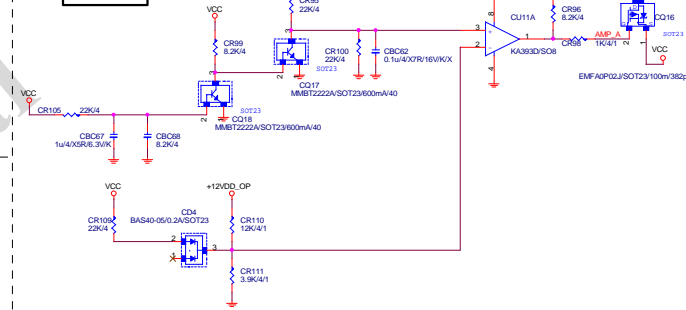 22K/4
VCC
CR99
8.2K/4
SOT23
CQ17
MMBT2222A/SOT23/600mA/40
CR100
22K/4
CBC62
0.1u/4/X7R/16V/K/X
8
3
2
1
4
CU11A
KA393D/SO8
CR96
8.2K/4
CR98
AMP_A
1K/4/1
2
1
CQ16
SOT23
VCC
EMFA0P02J/SOT23/100m/382p
2
VCC
CR105
22K/4
2
SOT23
CQ18
MMBT2222A/SOT23/600mA/40
CBC67
1u/4/X5R/6.3V/K
CBC68
8.2K/4
VCC
+12VDD_OP
CR109
22K/4
CD4
BAS40-05/0.2A/SOT23
2
1
3
CR110
12K/4/1
CR111
3.9K/4/1